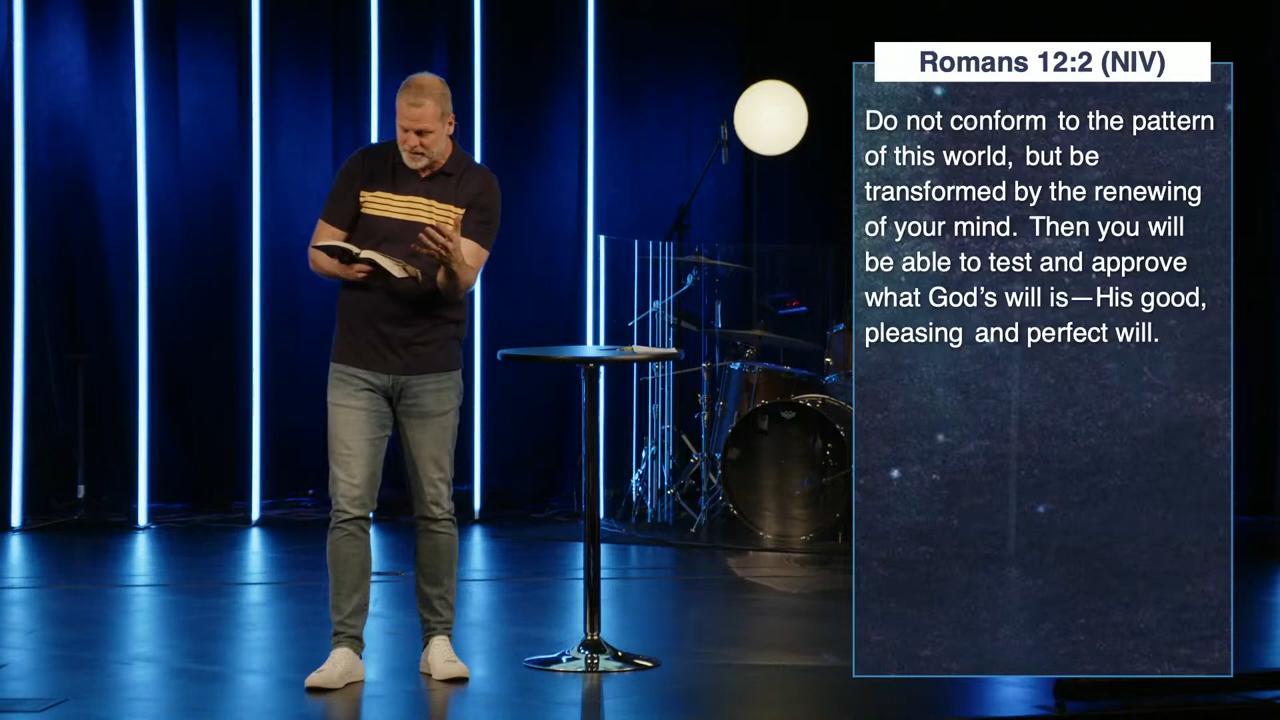 Romans 12:2 (NIV)
Do not conform to the pattern
of this world, but be
transformed by the renewing
of your mind. Then you will
be able to test and approve
what God's will is—His good,
pleasing and perfect will.